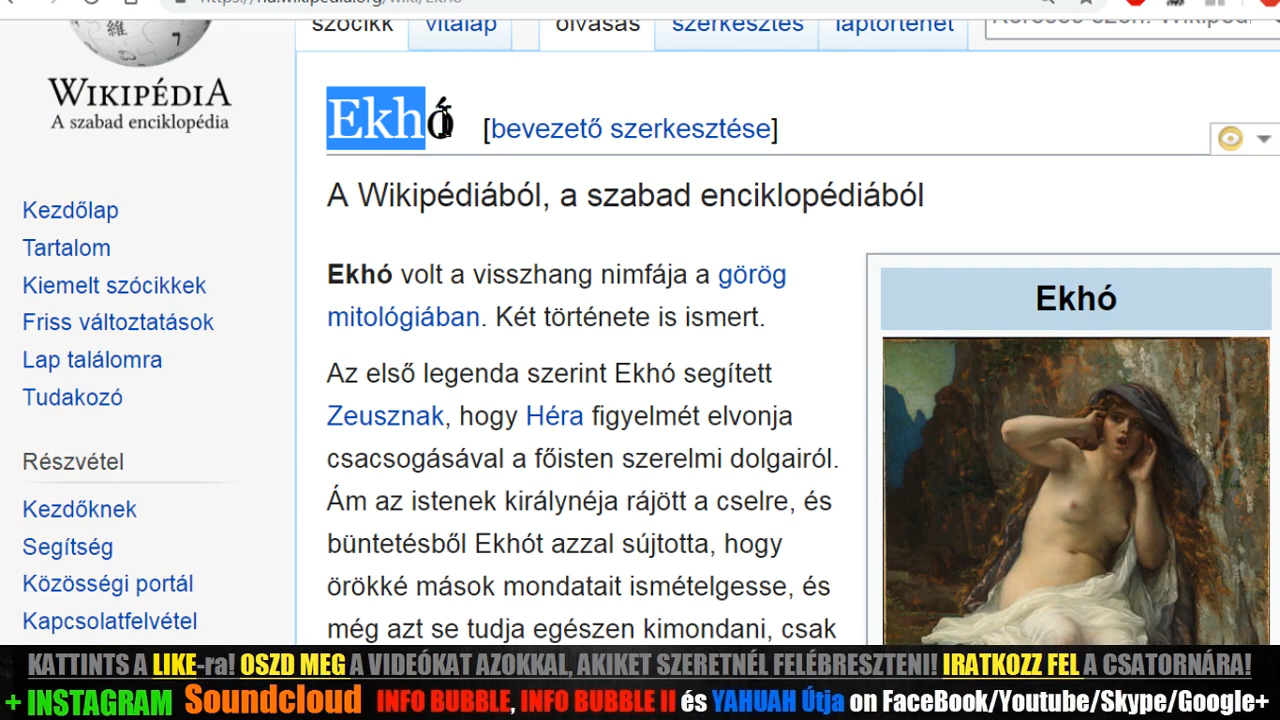 szócikk vitalap olvasás szerkesztés laptörténet
WIKIPÉDIA
A szabad enciklopédia
Ekhó [bevezető szerkesztése]
A Wikipédiából, a szabad enciklopédiából
Kezdőlap
Tartalom
Kiemelt szócikkek
Friss változtatások
Lap találomra
Tudakozó
Részvétel
Kezdőknek
Segítség
Közösségi portál
Kapcsolatfelvétel
Ekhó volt a visszhang nimfája a görög
mitológiában. Két története is ismert.
Az első legenda szerint Ekhó segített
Zeusznak, hogy Héra figyelmét elvonja
csacsogásával a főisten szerelmi dolgairól.
Ám az istenek királynéja rájött a cselre, és
büntetésből Ekhót azzal sújtotta, hogy
örökké mások mondatait ismételgesse, és
még azt se tudja egészen kimondani, csak
Ekhó
KATTINTS A LIKE-ra! OSZD MEG A VIDEÓKAT AZOKKAL, AKIKET SZERETNÉL FELÉBRESZTENI! IRATKOZZ FEL A CSATORNÁRA!
+ INSTAGRAM Soundcloud INFO BUBBLE, INFO BUBBLE II és YAHUAH Útja on FaceBook/Youtube/Skype/Google+